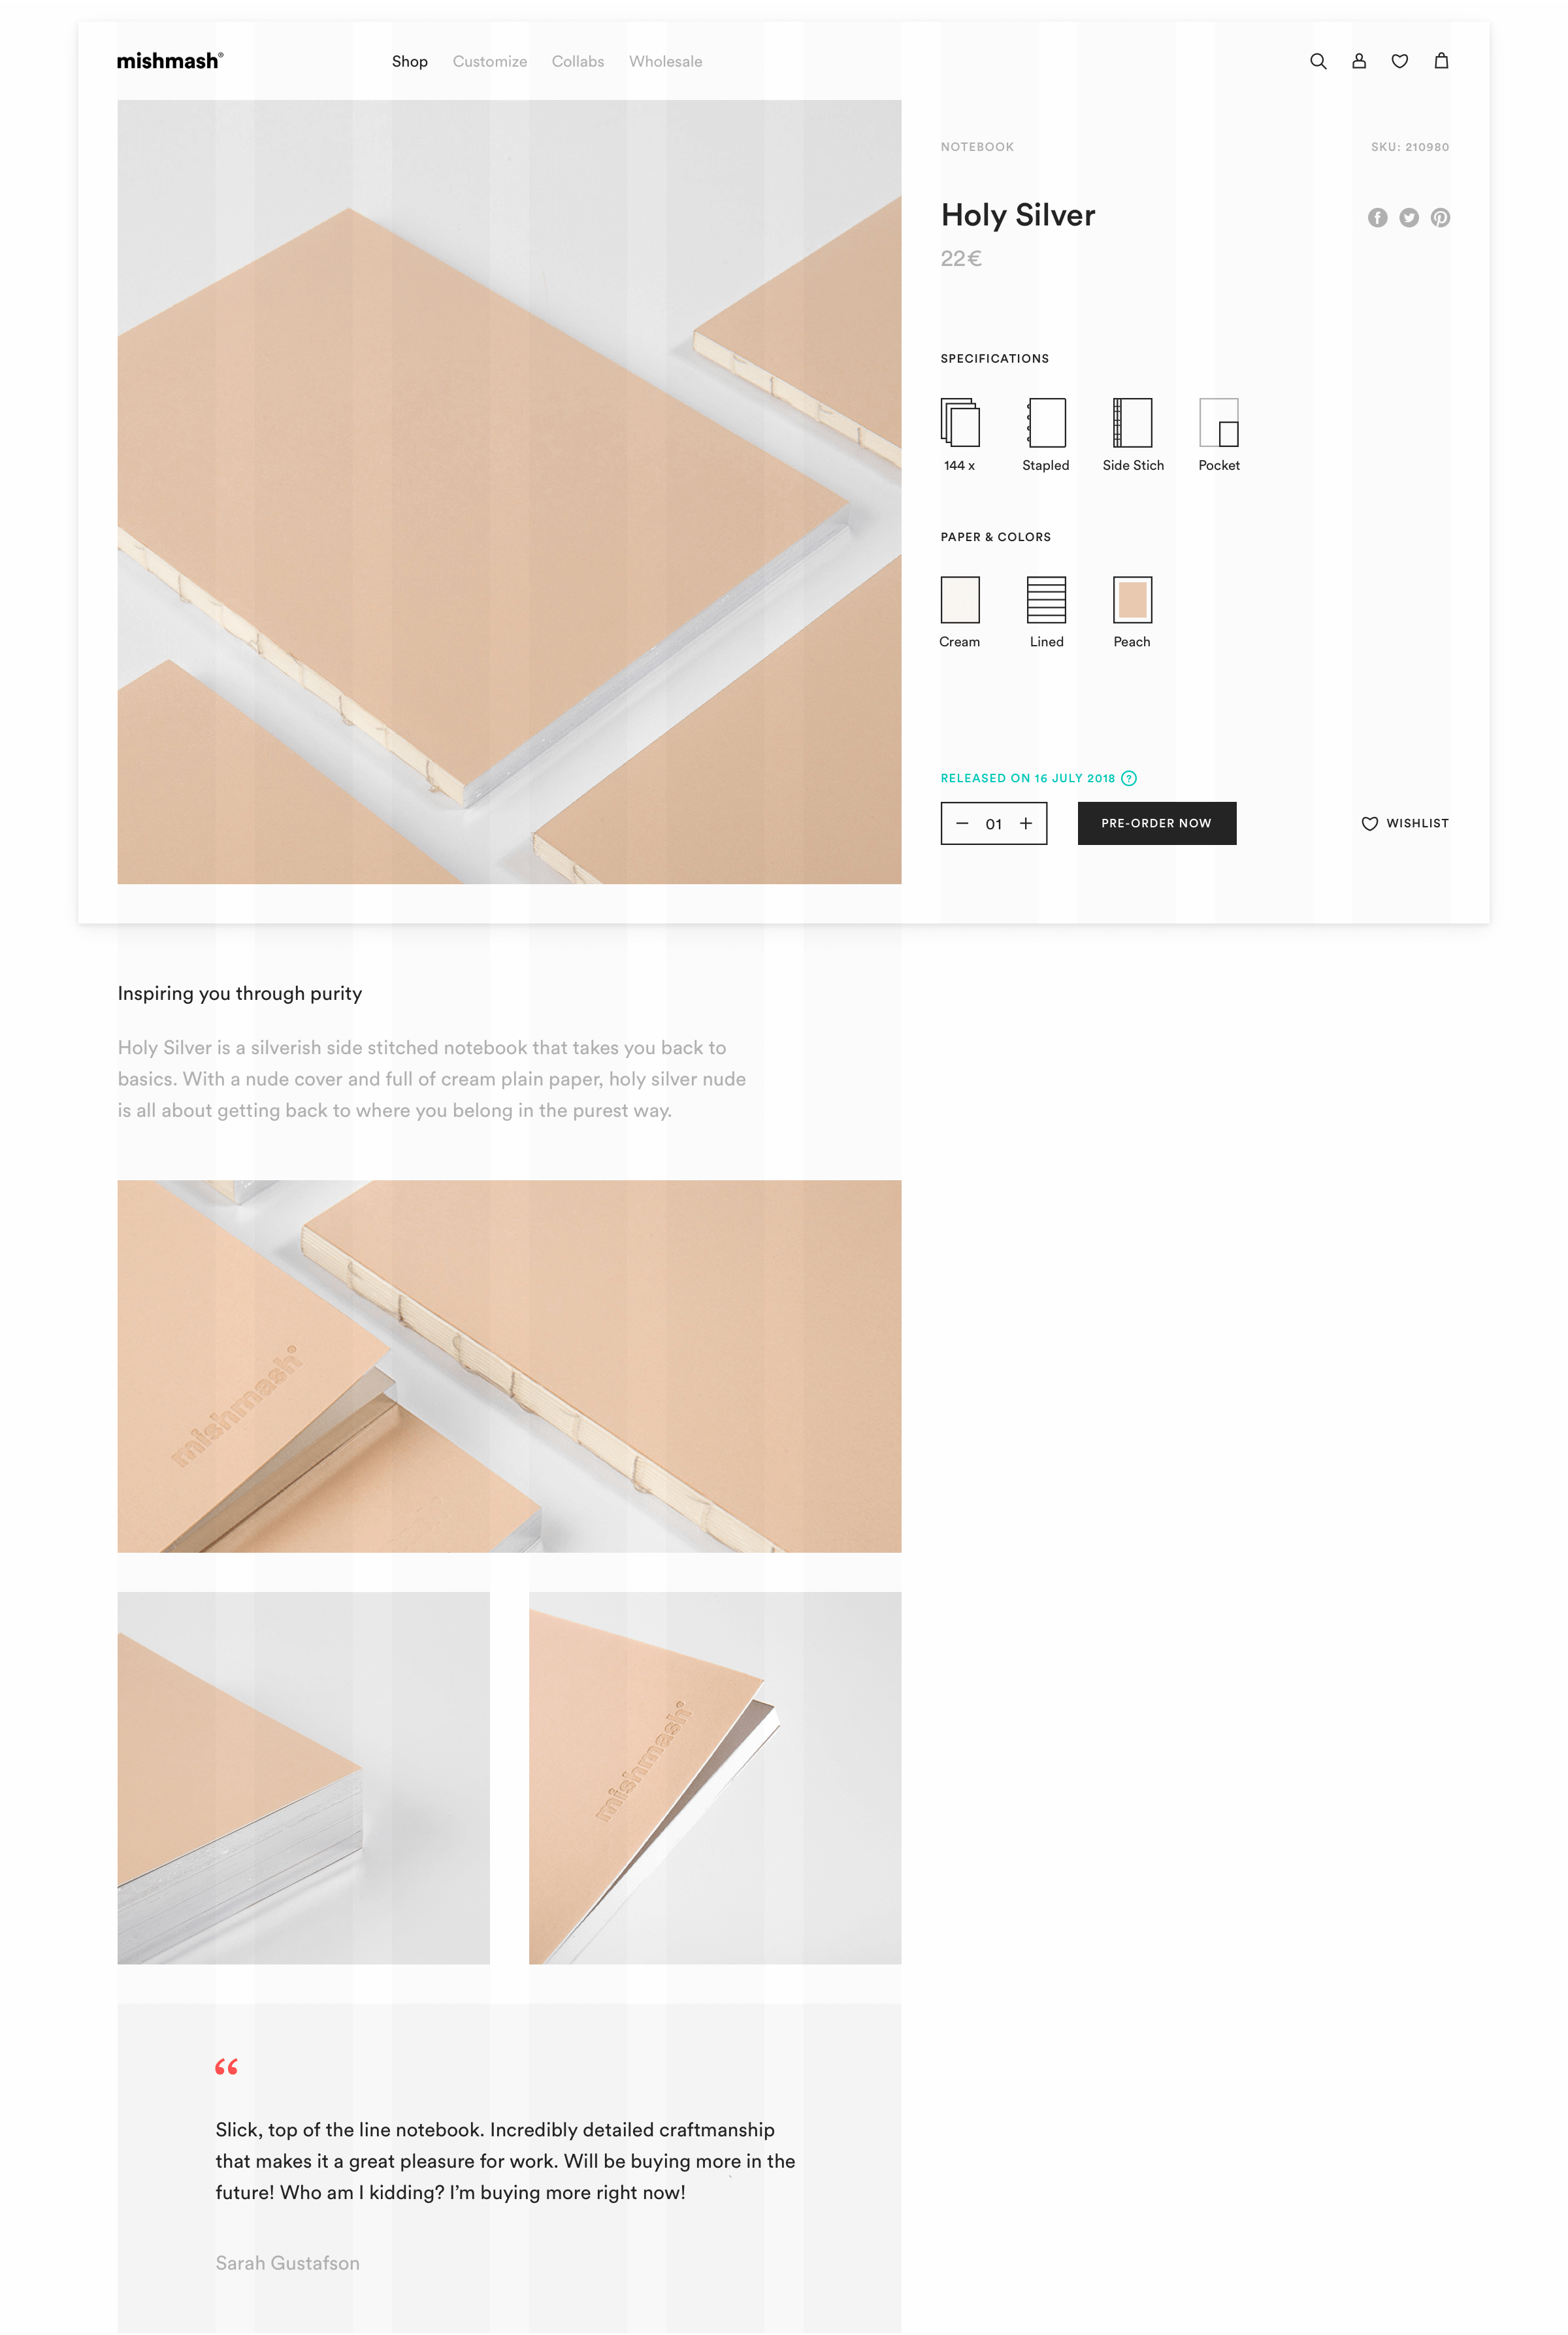 mishmash®
Shop Customize Collabs Wholesale
NOTEBOOK SKU: 210980
Holy Silver
22€
SPECIFICATIONS
144 x Stapled Side Stich Pocket
PAPER & COLORS
Cream Lined Peach
RELEASED ON 16 JULY 2018 ?
01 PRE-ORDER NOW WISHLIST
Inspiring you through purity
Holy Silver is a silverish side stitched notebook that takes you back to
basics. With a nude cover and full of cream plain paper, holy silver nude
is all about getting back to where you belong in the purest way.
mishmash
mishmash
“
Slick, top of the line notebook. Incredibly detailed craftmanship
that makes it a great pleasure for work. Will be buying more in the
future! Who am I kidding? I’m buying more right now!
Sarah Gustafson